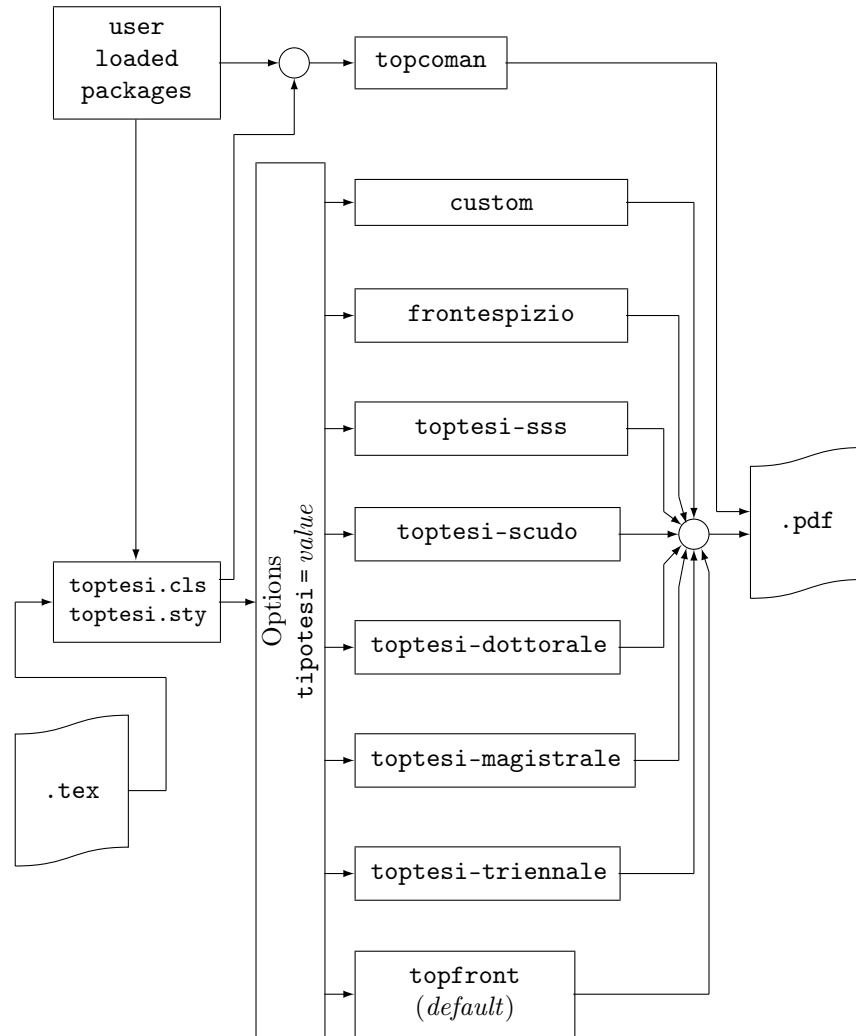 user
loaded
packages
topcoman
custom
frontespizio
toptesi-sss
toptesi-scudo
.pdf
toptesi.cls
toptesi.sty
Options
tipotesi = value
toptesi-dottorale
toptesi-magistrale
.tex
toptesi-triennale
topfront
(default)